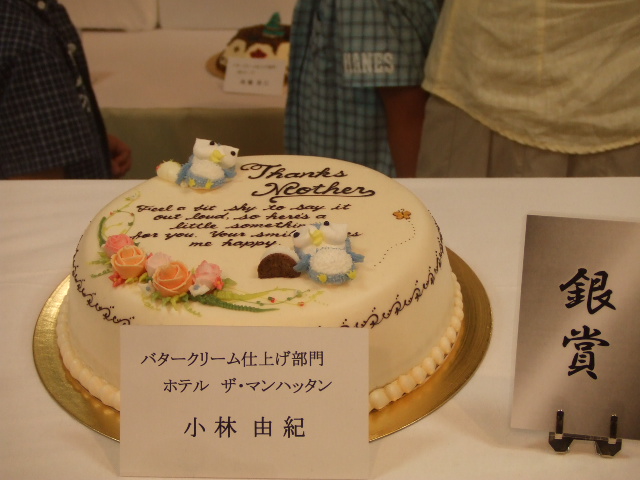 HANES
Thanks
Mother
Feel a bit shy to say it
out loud, so here's a
little something
for you. Your smile
me happy.
銀賞
バタークリーム仕上げ部門
ホテル ザ・マンハッタン
小林 由紀